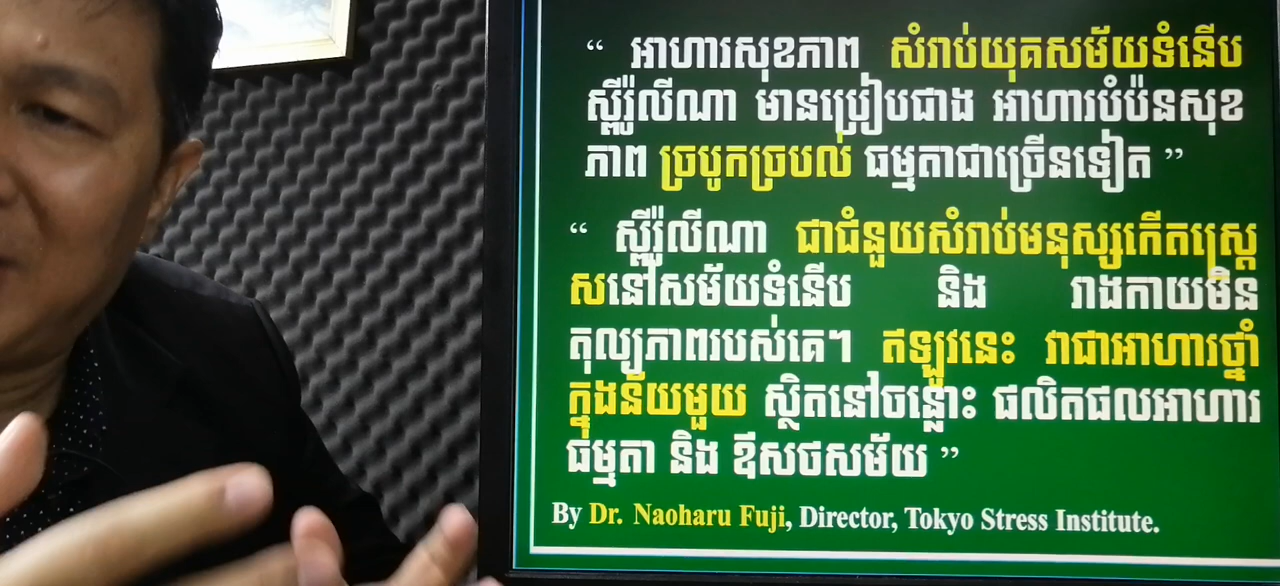 “ អាហារសុខភាព សំរាប់យុគសម័យទំនើប
ស្ពីរ៉ូលីណា មានប្រៀបជាង អាហារបំប៉នសុខ
ភាព ច្របូកច្របល់ ធម្មតាជាច្រើនទៀត ”
“ ស្ពីរ៉ូលីណា ជាជំនួយសំរាប់មនុស្សកើតស្ត្រេ
សនៅសម័យទំនើប និង រាងកាយមិន
តុល្យភាពរបស់គេ។ ឥឡូវនេះ វាជាអាហារថ្នាំ
ក្នុងន័យមួយ ស្ថិតនៅចន្លោះ ផលិតផលអាហារ
ធម្មតា និង ឱសថសម័យ ”
By Dr. Naoharu Fuji, Director, Tokyo Stress Institute.